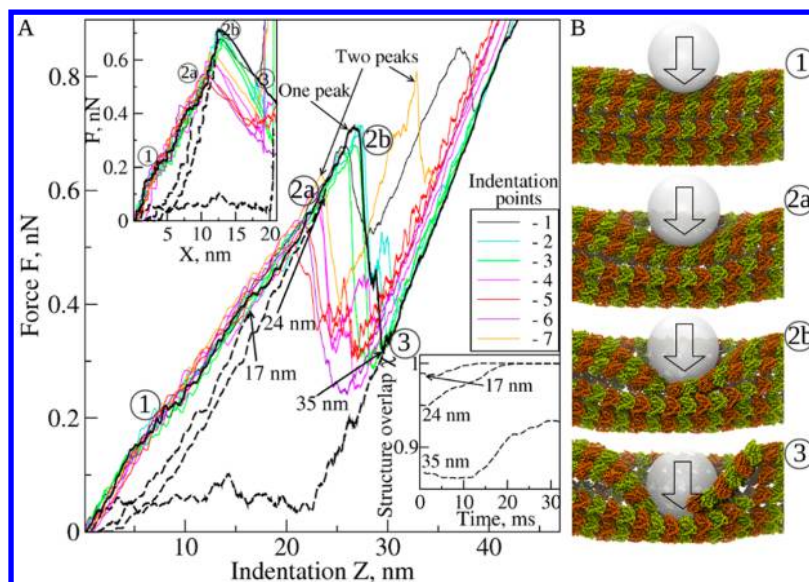 A
B
F, nN
0.6
0.4
0.2
0
0
5
10
15
20
X, nm
1
2a
2b
3
Two peaks
One peak
2b
2a
1
3
17 nm
24 nm
35 nm
Indentation
points
- 1
- 2
- 3
- 4
- 5
- 6
- 7
Structure overlap χ
1
0.9
17 nm
24 nm
35 nm
0
10
20
30
Time, ms
Force F, nN
0.8
0.6
0.4
0.2
0
0
10
20
30
40
Indentation Z, nm
1
2a
2b
3